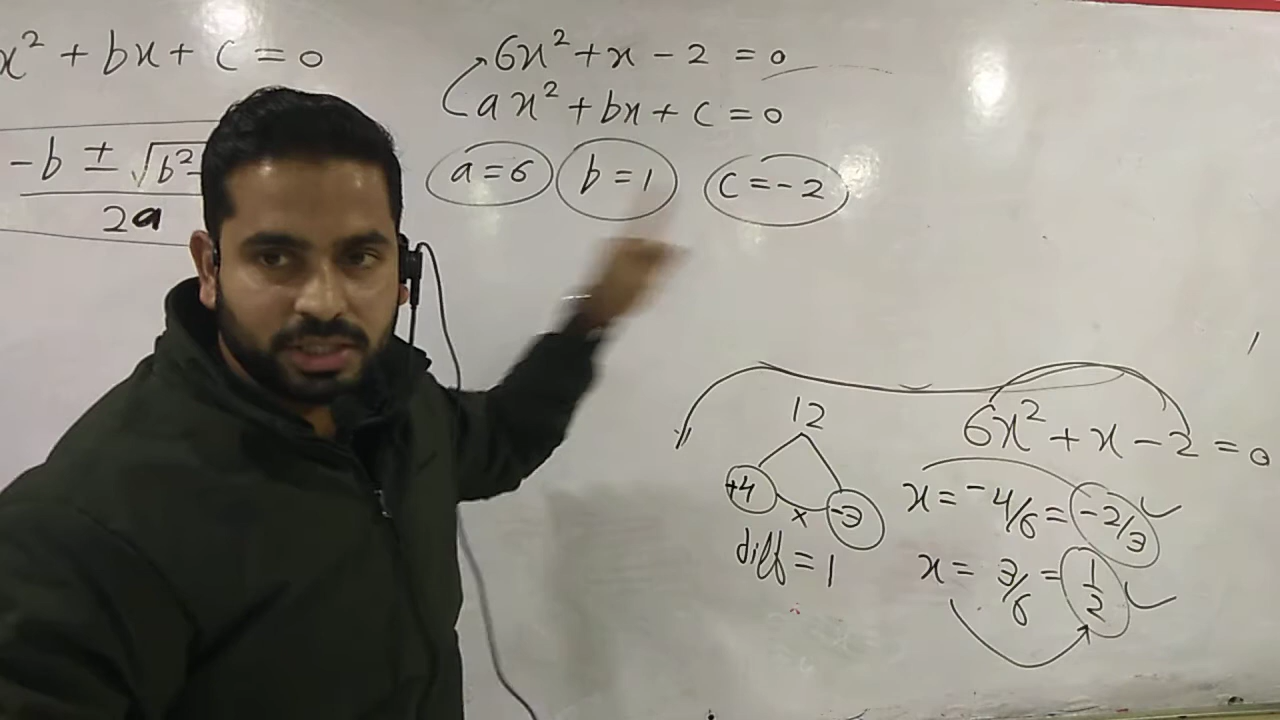 x² + bx + c = 0
-b ± √b²-
2a
6x² + x - 2 = 0
ax² + bx + c = 0
a = 6 b = 1 c = -2
12
+4 x -3
diff = 1
6x² + x - 2 = 0
x = -4/6 = -2/3
x = 3/6 = 1/2